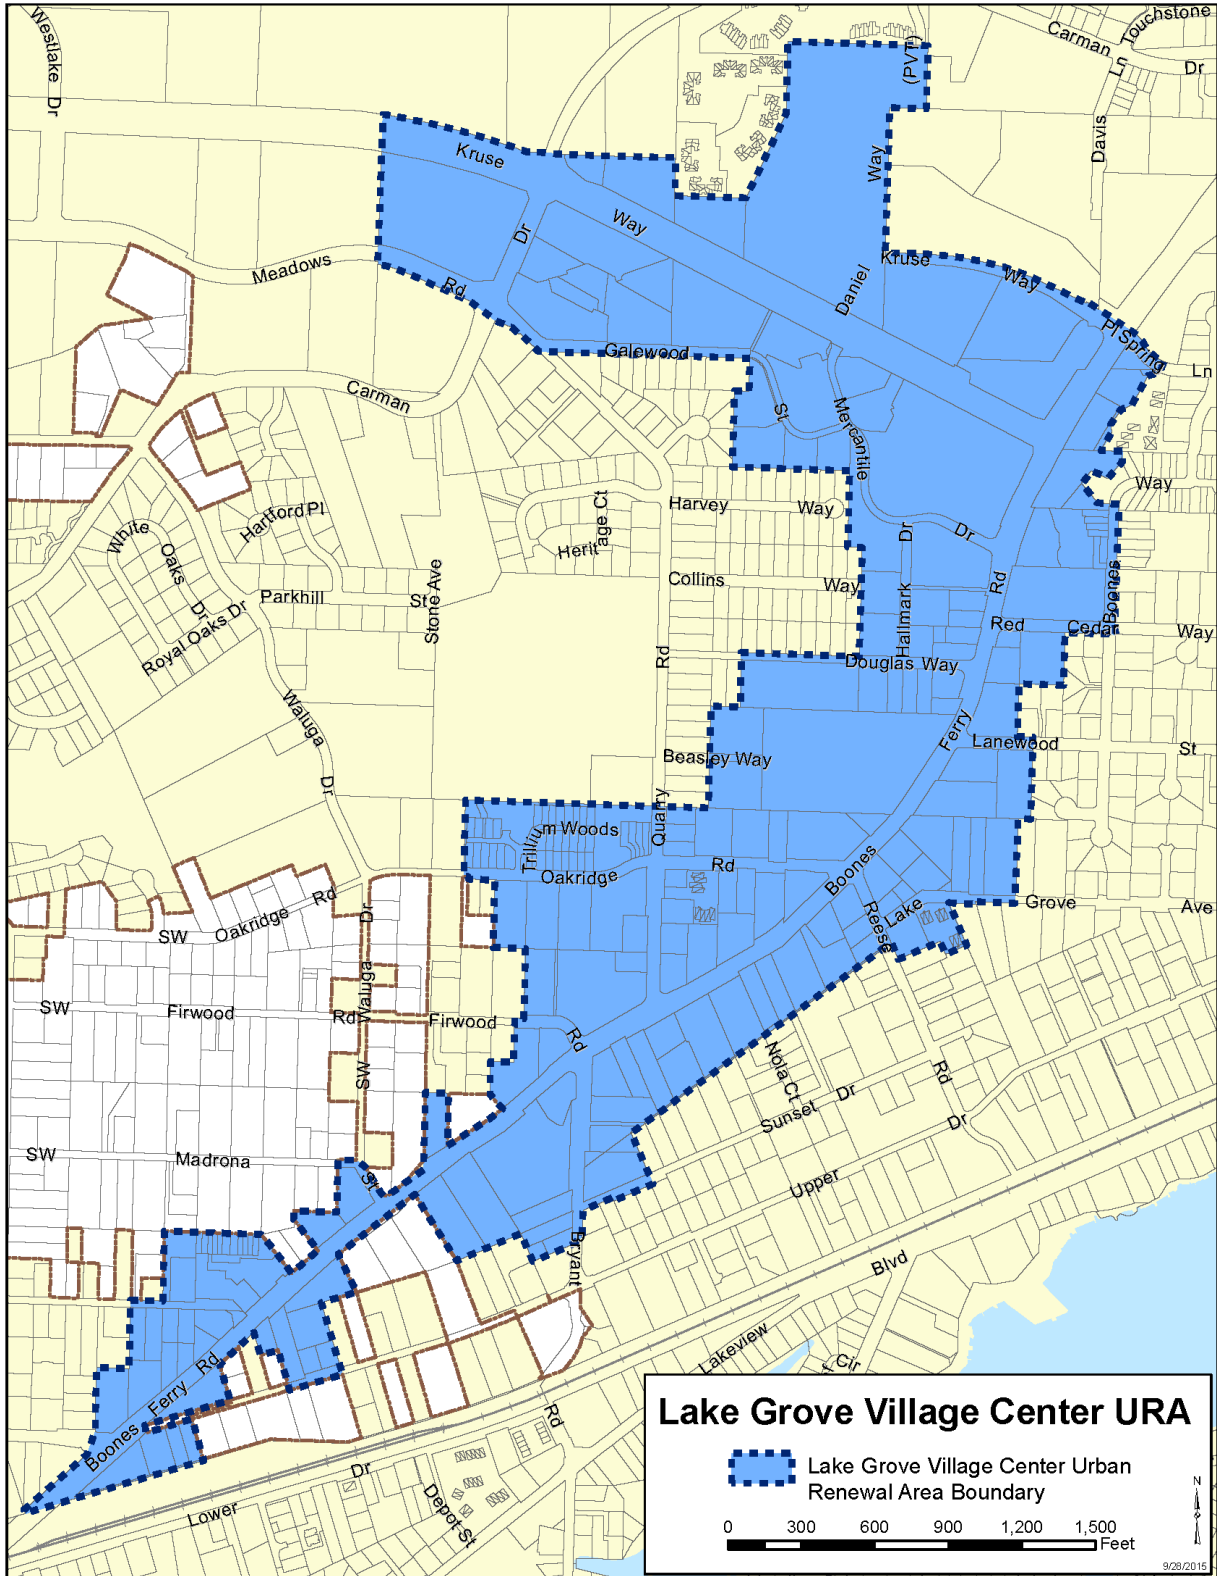 Westlake Dr
Touchstone
Carman
Dr
Ln
Davis
(PVT)
Kruse
Way
Way
Dr
Meadows
Rd
Daniel
Kruse
Way
Pl Spring
Ln
Galewood
Carman
St
Mercantile
Way
Harvey
Way
Heritage Ct
Hartford Pl
White
Oaks
Dr
Dr
Collins
Way
Hallmark
Dr
Rd
Boones
Parkhill
St
Stone Ave
Royal Oaks Dr
Red
Cedar
Way
Rd
Douglas Way
Waluga
Dr
Ferry
Lanewood
St
Beasley Way
Quarry
Trillium Woods
Oakridge
Rd
Boones
Reese
Lake
Grove
Ave
Oakridge
Rd
SW
Waluga
Dr
SW
Firwood
Rd
Firwood
Rd
SW
Nola Ct
Sunset
Dr
Rd
Dr
SW
Madrona
St
Upper
Bryant
Blvd
Lakeview
Cir
Rd
Ferry
Boones
Rd
Dr
Lower
Depot St
Lake Grove Village Center URA
Lake Grove Village Center Urban
Renewal Area Boundary
N
0 300 600 900 1,200 1,500
Feet
9/28/2015